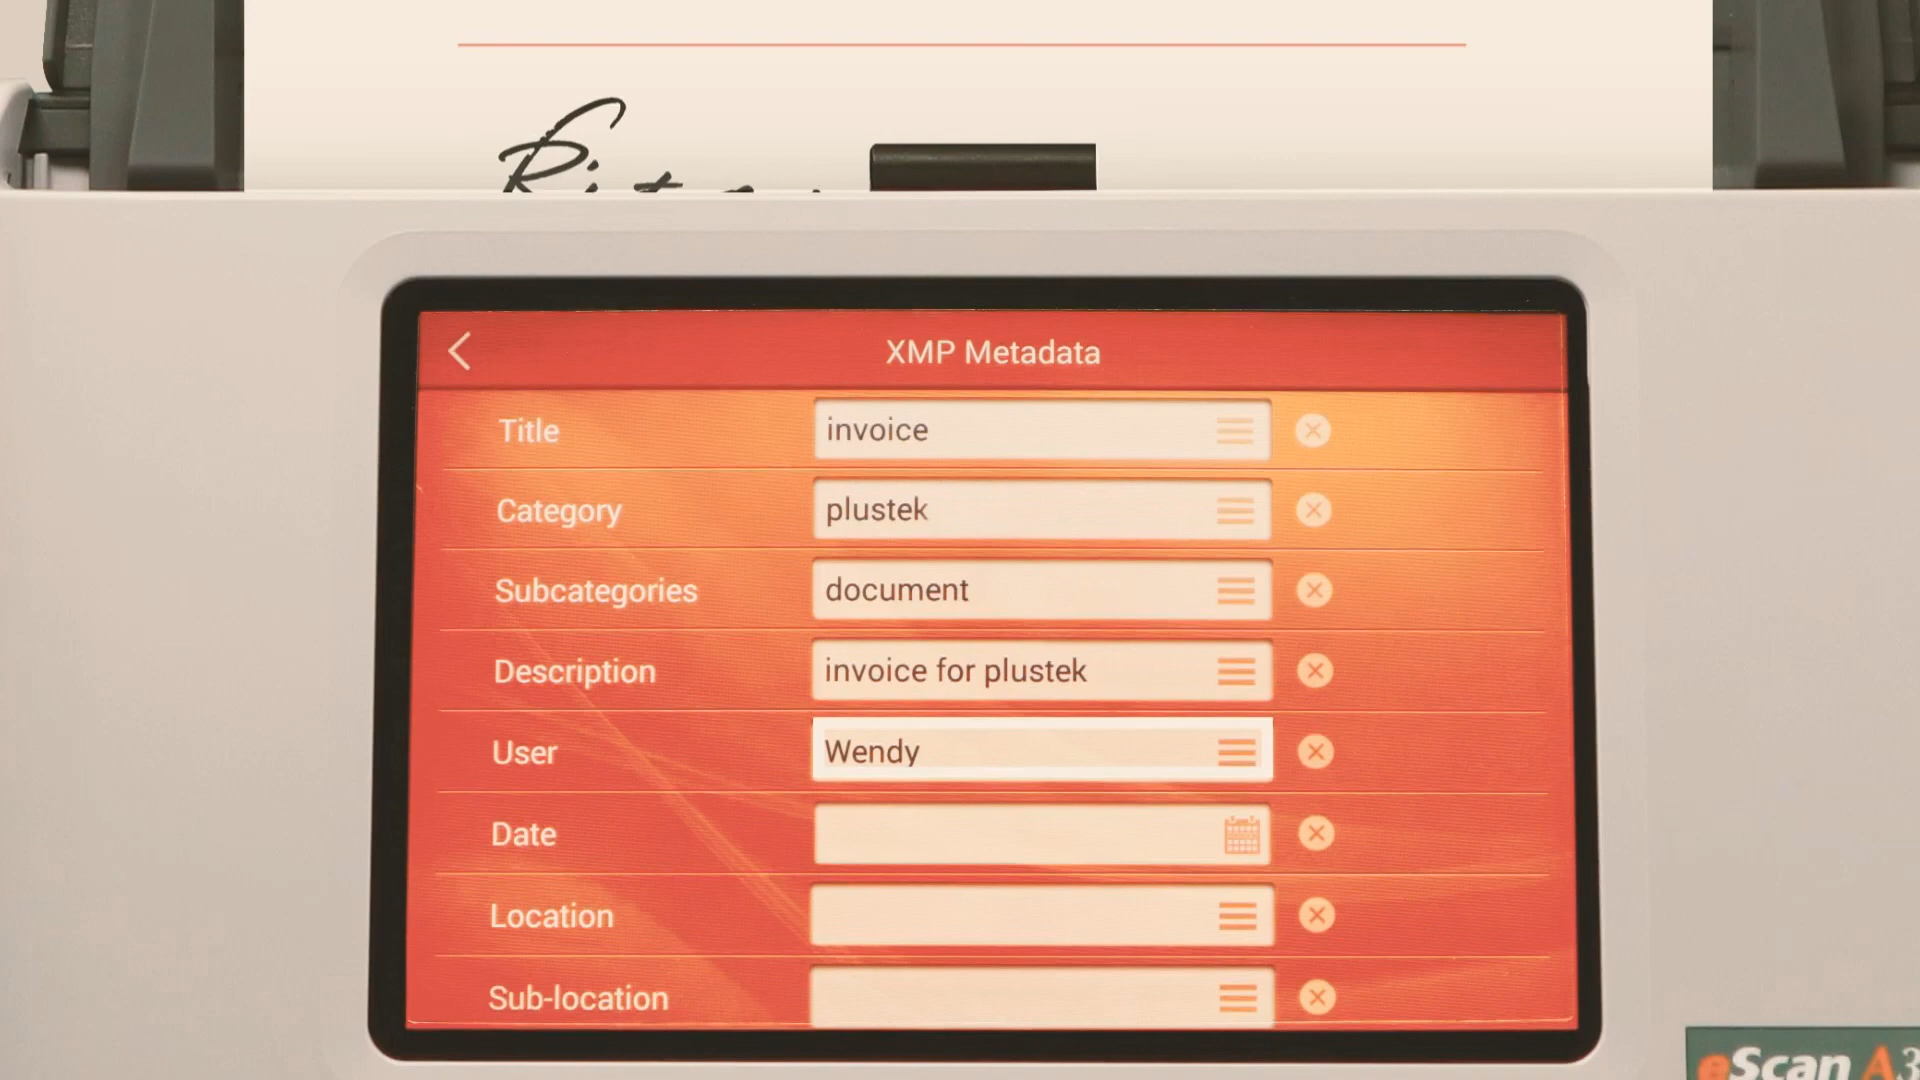 XMP Metadata
Title invoice
Category plustek
Subcategories document
Description invoice for plustek
User Wendy
Date
Location
Sub-location
eScan A3